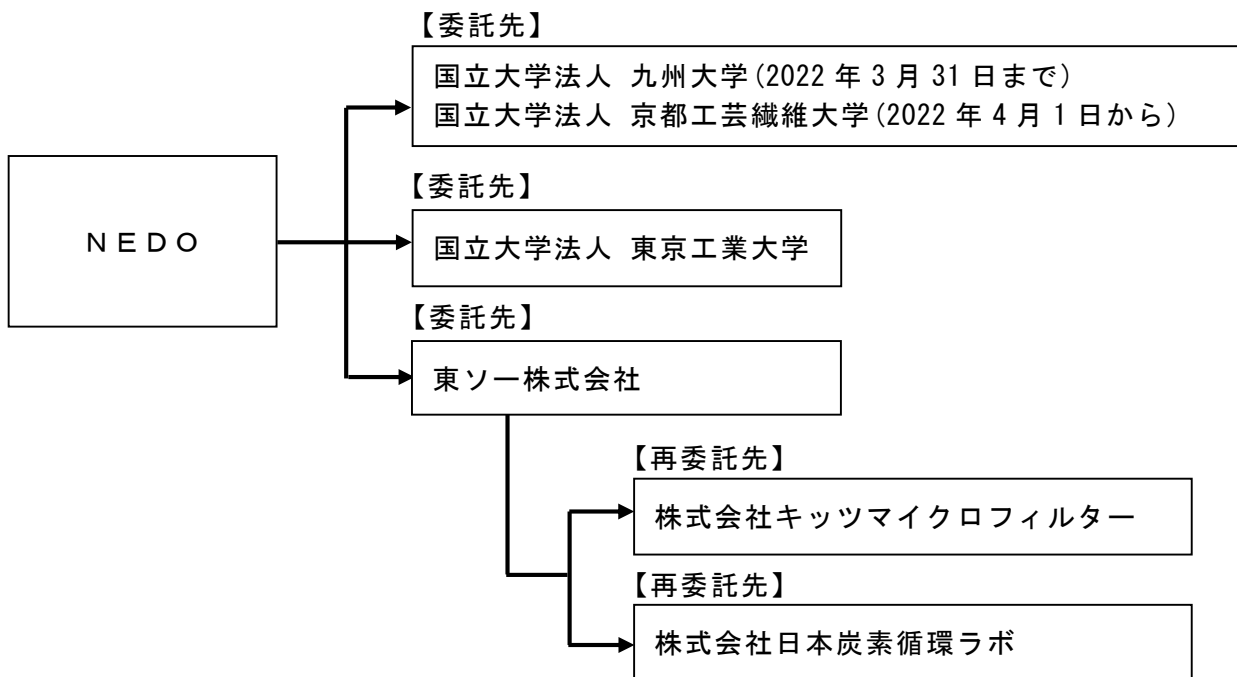 【委託先】
国立大学法人 九州大学(2022 年 3 月 31 日まで)
国立大学法人 京都工芸繊維大学(2022 年 4 月 1 日から)
ＮＥＤＯ
【委託先】
国立大学法人 東京工業大学
【委託先】
東ソー株式会社
【再委託先】
株式会社キッツマイクロフィルター
【再委託先】
株式会社日本炭素循環ラボ